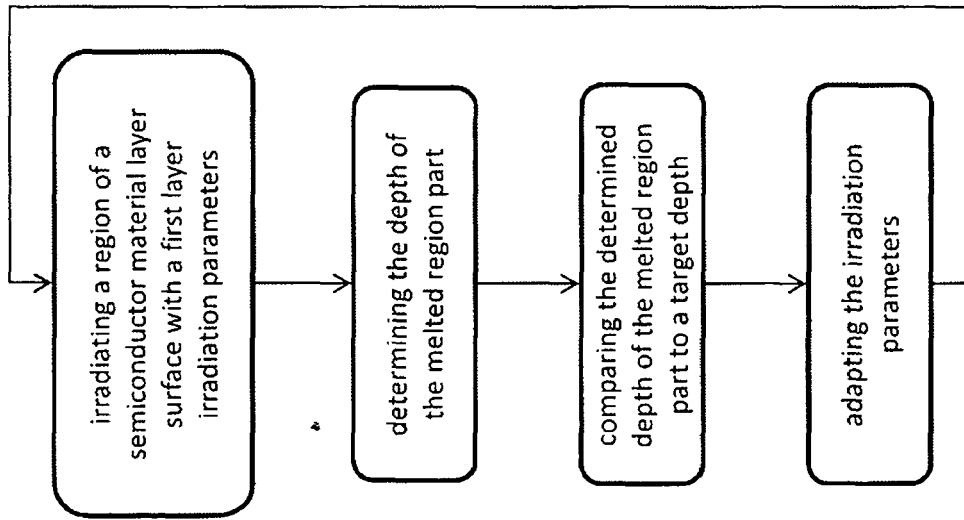 irradiating a region of a
semiconductor material layer
surface with a first layer
irradiation parameters
determining the depth of
the melted region part
comparing the determined
depth of the melted region
part to a target depth
adapting the irradiation
parameters